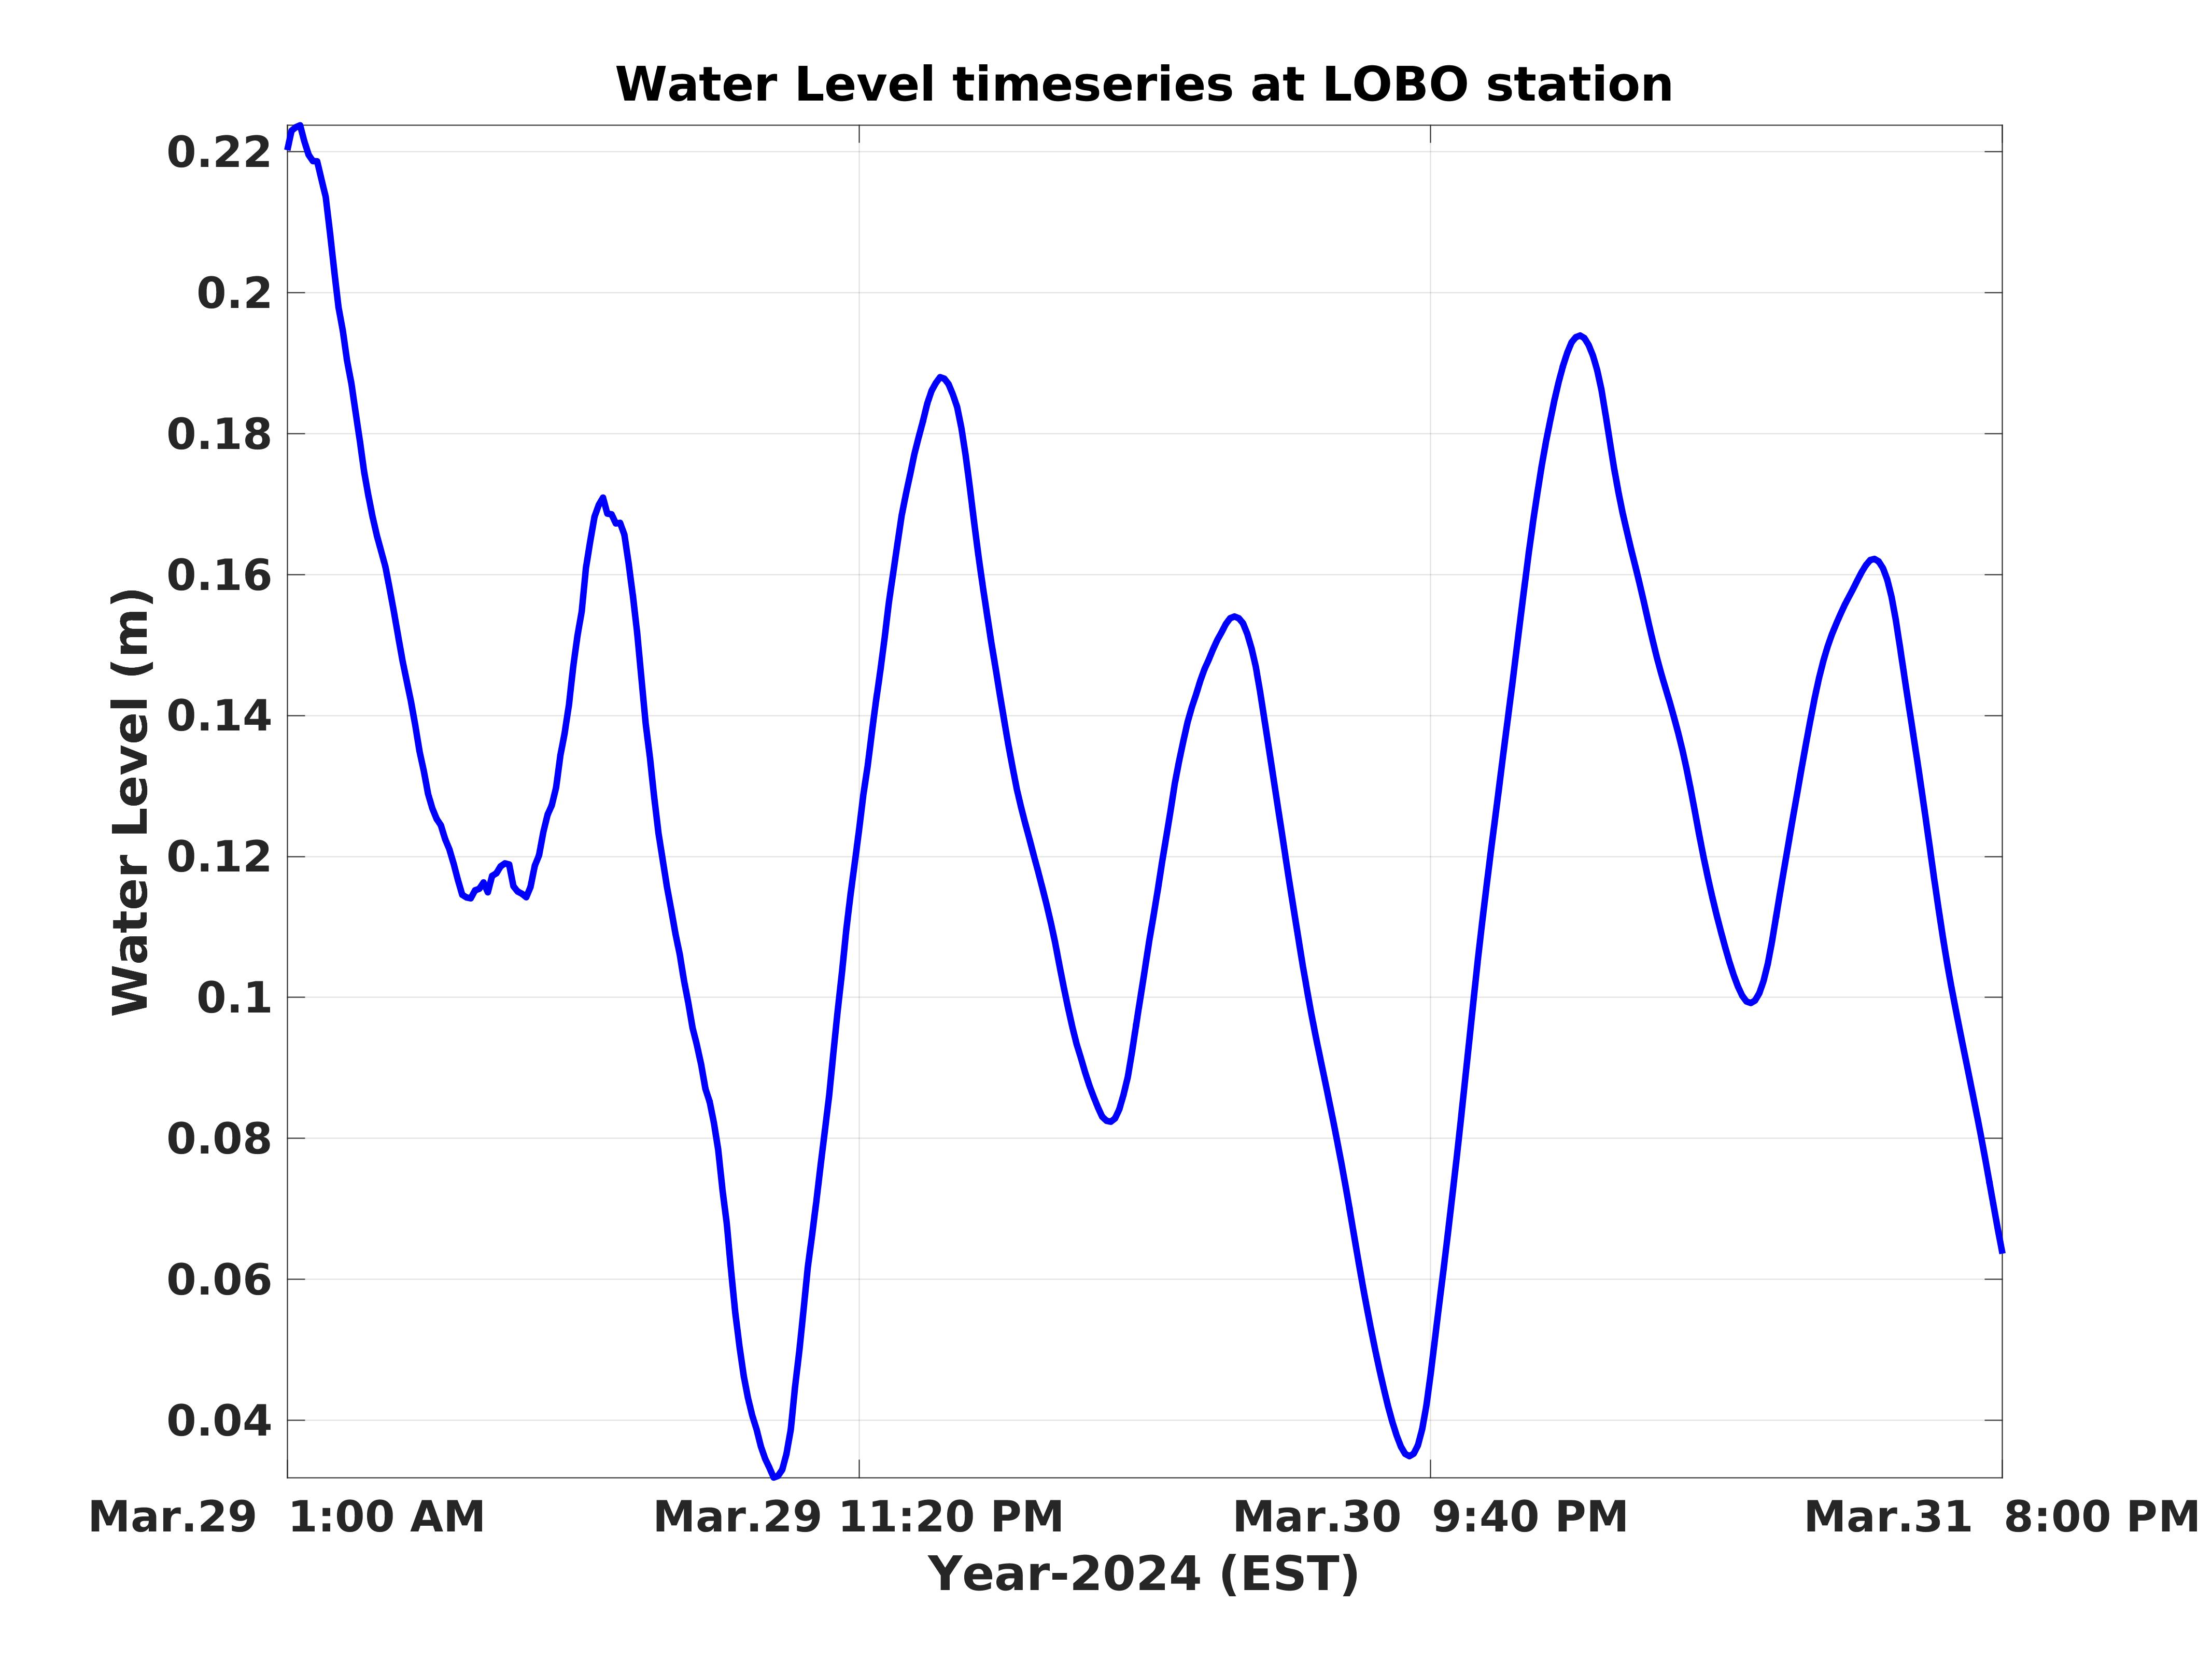 Water Level timeseries at LOBO station
0.22
0.2
0.18
0.16
0.14
0.12
0.1
0.08
0.06
0.04
Water Level (m)
Mar.29 1:00 AM
Mar.29 11:20 PM
Mar.30 9:40 PM
Mar.31 8:00 PM
Year-2024 (EST)